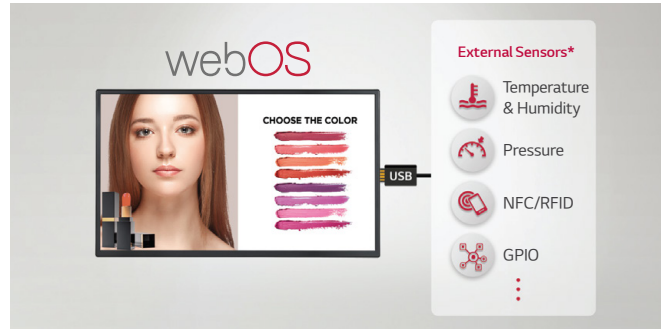 webOS
CHOOSE THE COLOR
USB
External Sensors*
Temperature
& Humidity
Pressure
NFC/RFID
GPIO